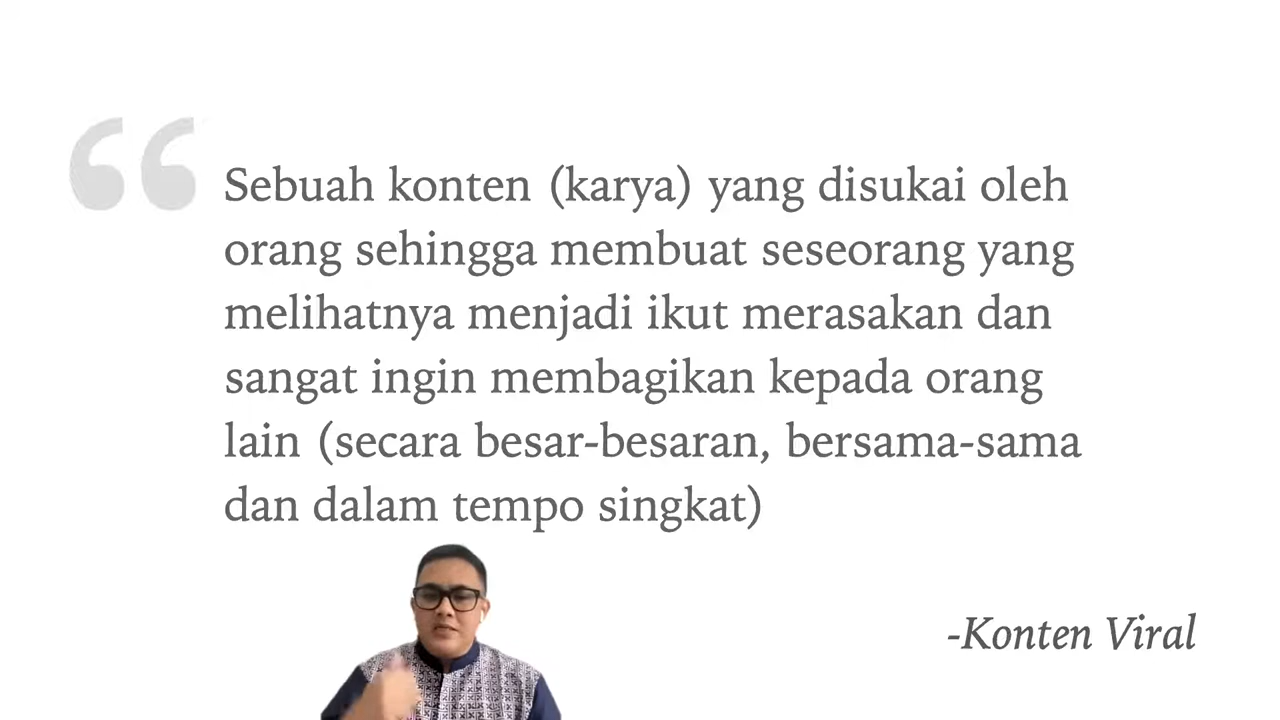 “
Sebuah konten (karya) yang disukai oleh
orang sehingga membuat seseorang yang
melihatnya menjadi ikut merasakan dan
sangat ingin membagikan kepada orang
lain (secara besar-besaran, bersama-sama
dan dalam tempo singkat)
-Konten Viral